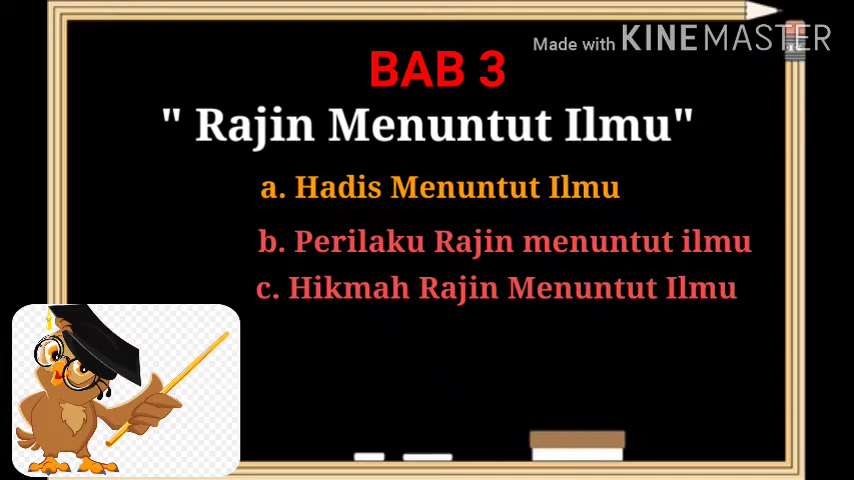 Made with KINEMASTER
BAB 3
" Rajin Menuntut Ilmu"
a. Hadis Menuntut Ilmu
b. Perilaku Rajin menuntut ilmu
c. Hikmah Rajin Menuntut Ilmu